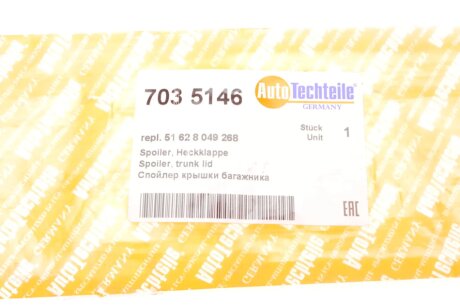 703 5146
AutoTechteile
GERMANY
repl. 51 62 8 049 268
Stück
Unit 1
Spoiler, Heckklappe
Spoiler, trunk lid
Спойлер крышки багажника
EAC